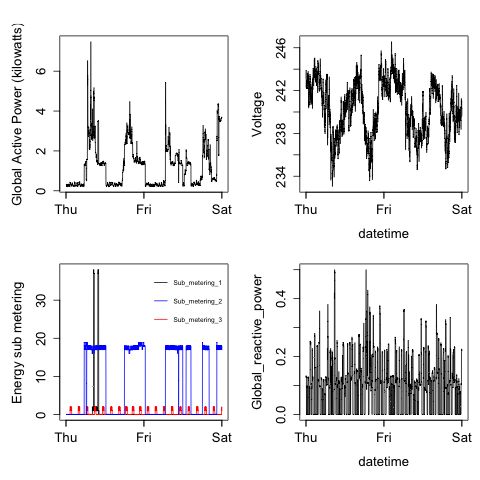 Global Active Power (kilowatts)
0 2 4 6
Thu Fri Sat
Voltage
234 238 242 246
Thu Fri Sat
datetime
Energy sub metering
0 10 20 30
Sub_metering_1
Sub_metering_2
Sub_metering_3
Thu Fri Sat
Global_reactive_power
0.0 0.2 0.4
Thu Fri Sat
datetime